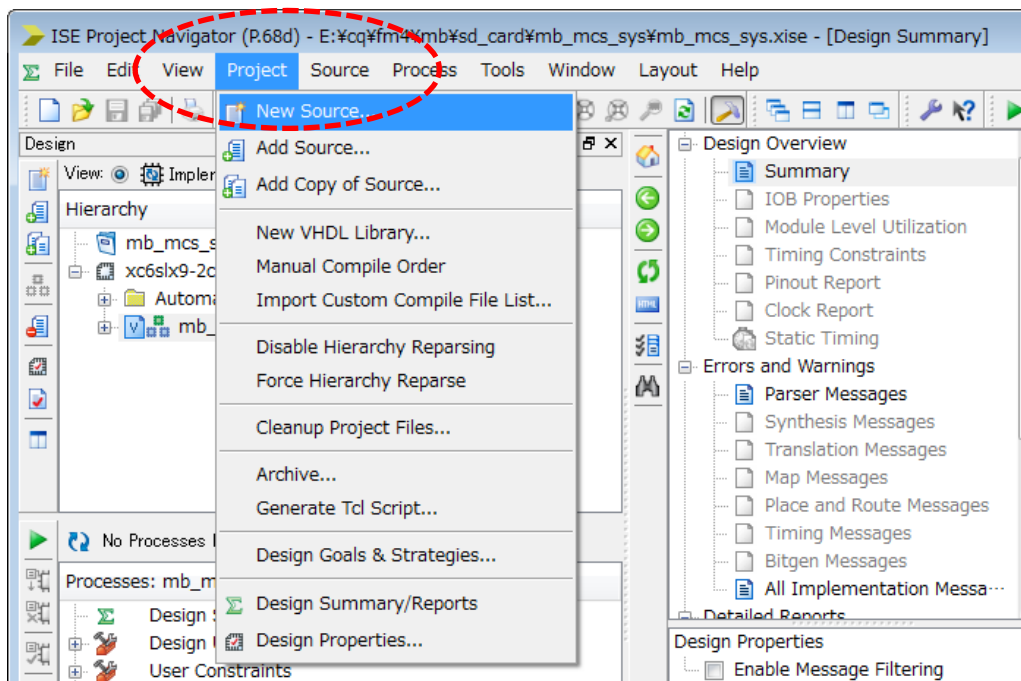 ISE Project Navigator (P.68d) - E:¥cq¥fm4¥mb¥sd_card¥mb_mcs_sys¥mb_mcs_sys.xise - [Design Summary]
File Edit View Project Source Process Tools Window Layout Help
New Source...
Add Source...
Add Copy of Source...
New VHDL Library...
Manual Compile Order
Import Custom Compile File List...
Disable Hierarchy Reparsing
Force Hierarchy Reparse
Cleanup Project Files...
Archive...
Generate Tcl Script...
Design Goals & Strategies...
Design Summary/Reports
Design Properties...
Design
View: Imple
Hierarchy
mb_mcs_s
xc6slx9-2c
Automa
mb_
No Processes
Processes: mb_m
Design
Design
User Constraints
Design Overview
Summary
IOB Properties
Module Level Utilization
Timing Constraints
Pinout Report
Clock Report
Static Timing
Errors and Warnings
Parser Messages
Synthesis Messages
Translation Messages
Map Messages
Place and Route Messages
Timing Messages
Bitgen Messages
All Implementation Messa…
Detailed Reports
Design Properties
Enable Message Filtering